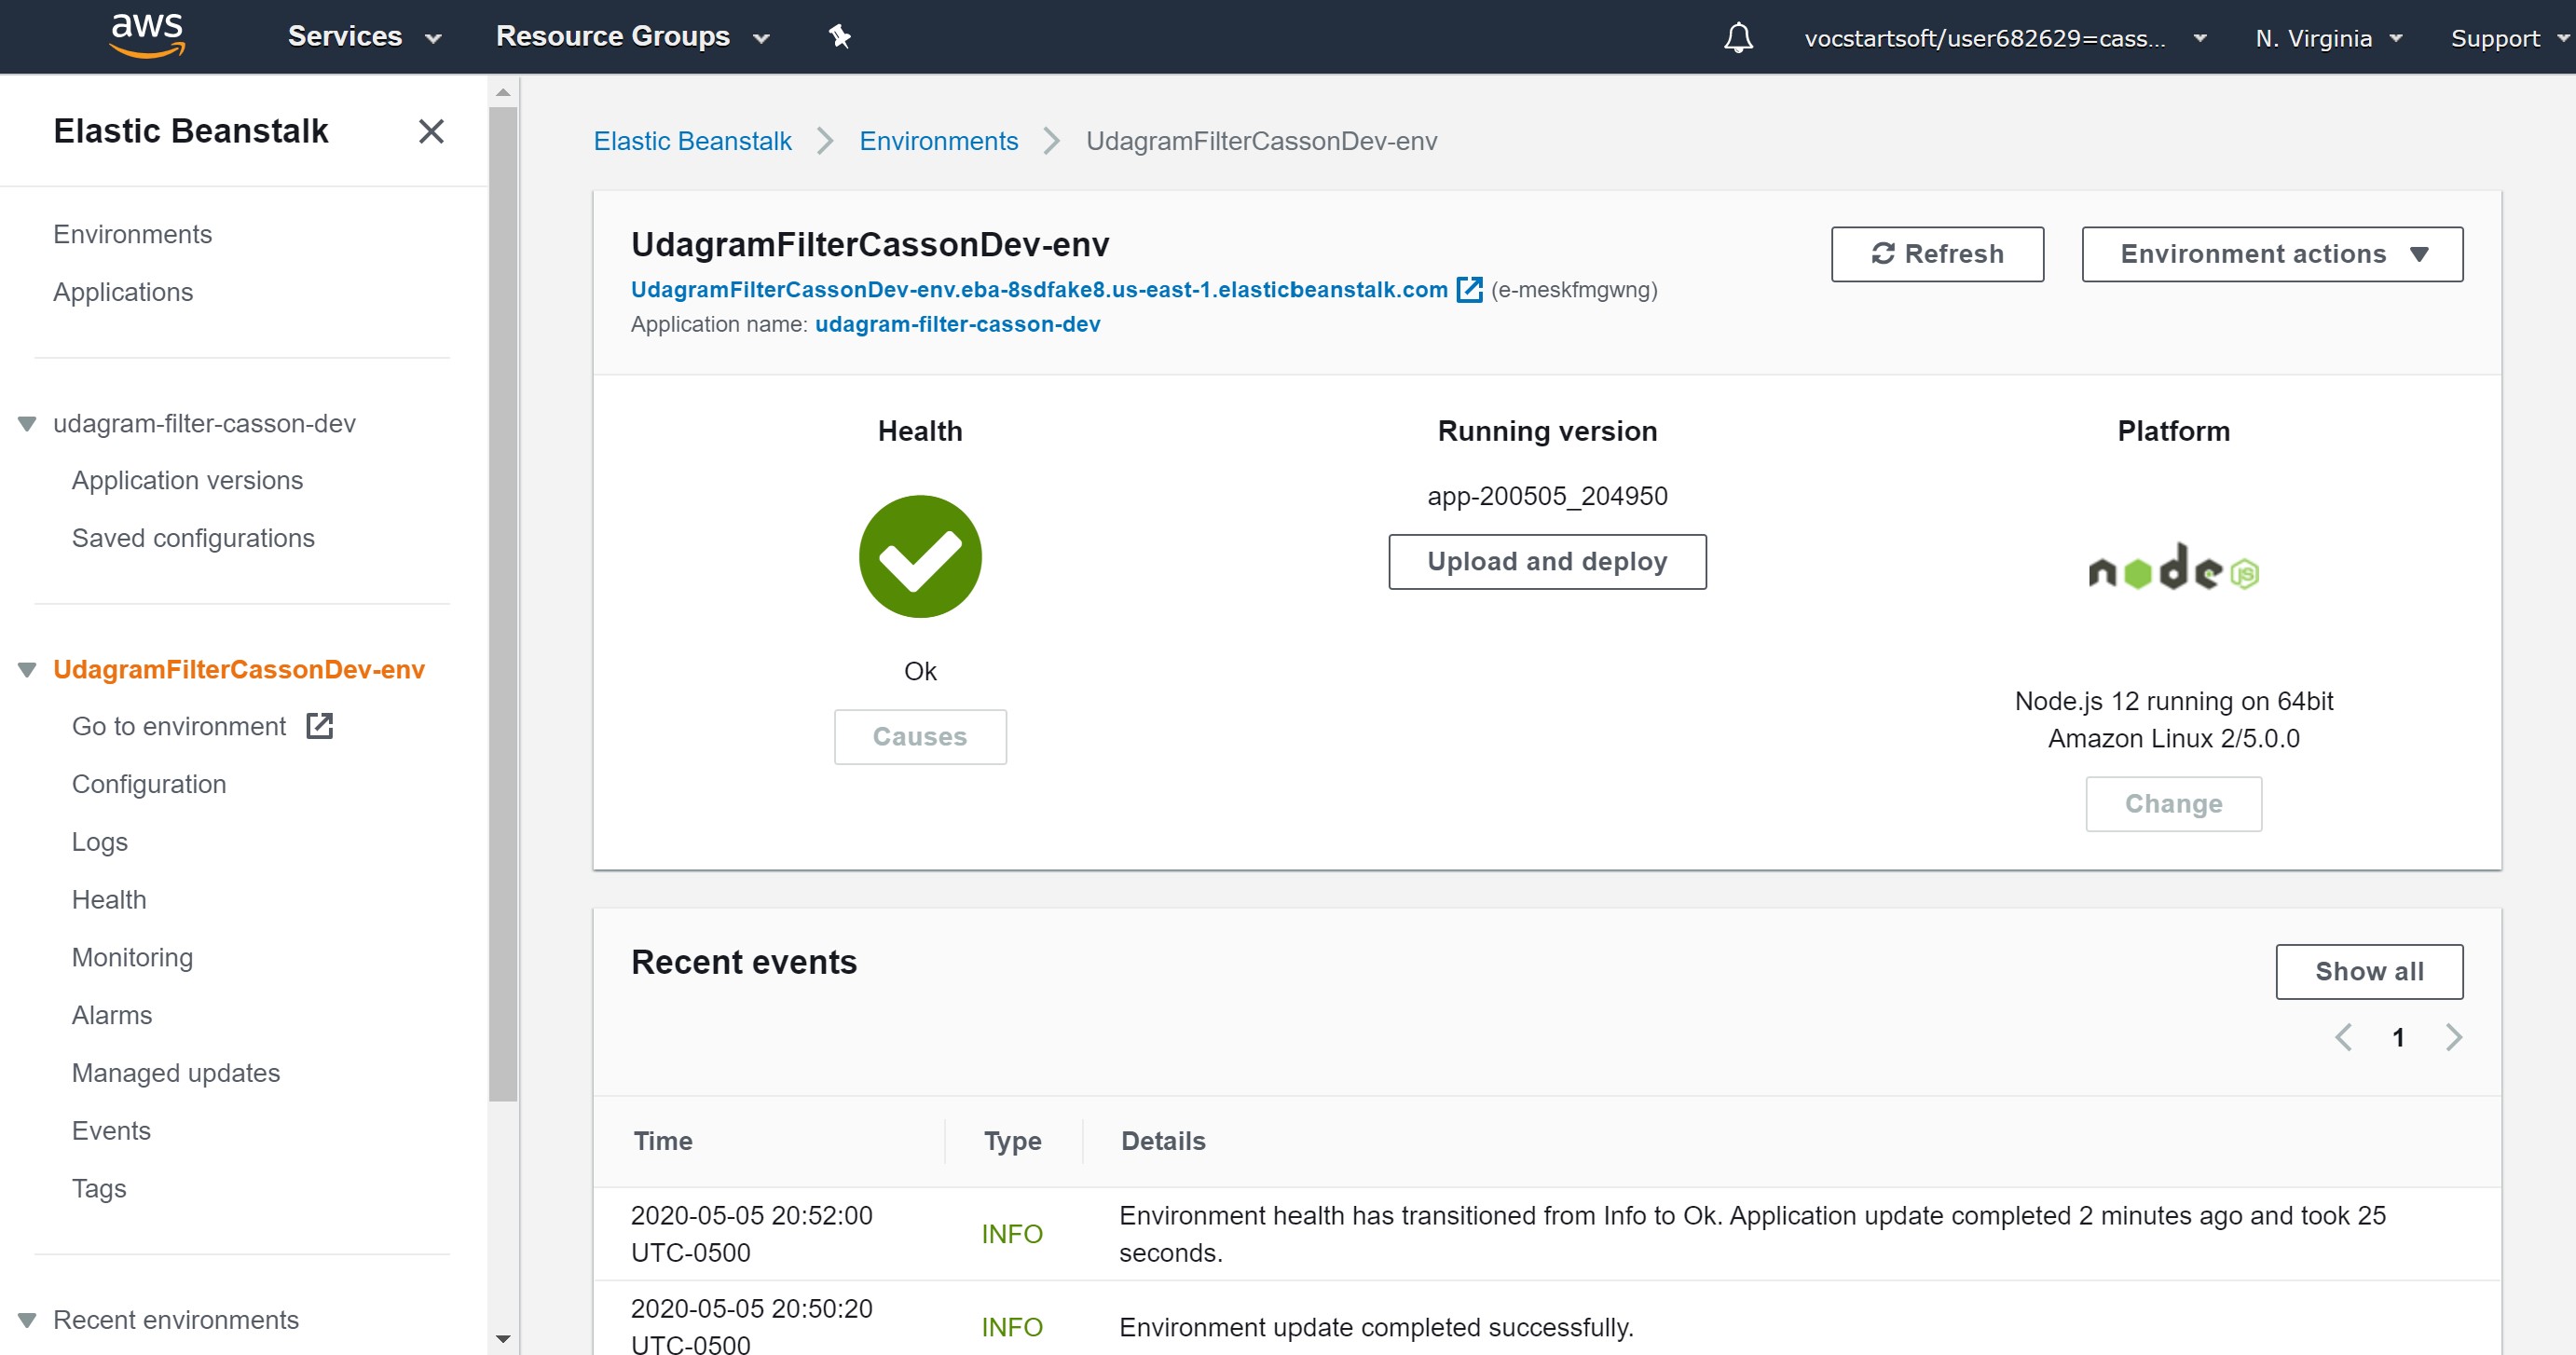 aws
Services
Resource Groups
vocstartsoft/user682629=cass...
N. Virginia
Support
Elastic Beanstalk
Environments
Applications
udagram-filter-casson-dev
Application versions
Saved configurations
UdagramFilterCassonDev-env
Go to environment
Configuration
Logs
Health
Monitoring
Alarms
Managed updates
Events
Tags
Recent environments
Elastic Beanstalk > Environments > UdagramFilterCassonDev-env
UdagramFilterCassonDev-env
UdagramFilterCassonDev-env.eba-8sdfake8.us-east-1.elasticbeanstalk.com (e-meskfmgwng)
Application name: udagram-filter-casson-dev
Refresh
Environment actions
Health
Ok
Causes
Running version
app-200505_204950
Upload and deploy
Platform
node JS
Node.js 12 running on 64bit
Amazon Linux 2/5.0.0
Change
Recent events
Show all
1
Time Type Details
2020-05-05 20:52:00
UTC-0500
INFO
Environment health has transitioned from Info to Ok. Application update completed 2 minutes ago and took 25
seconds.
2020-05-05 20:50:20
UTC-0500
INFO
Environment update completed successfully.